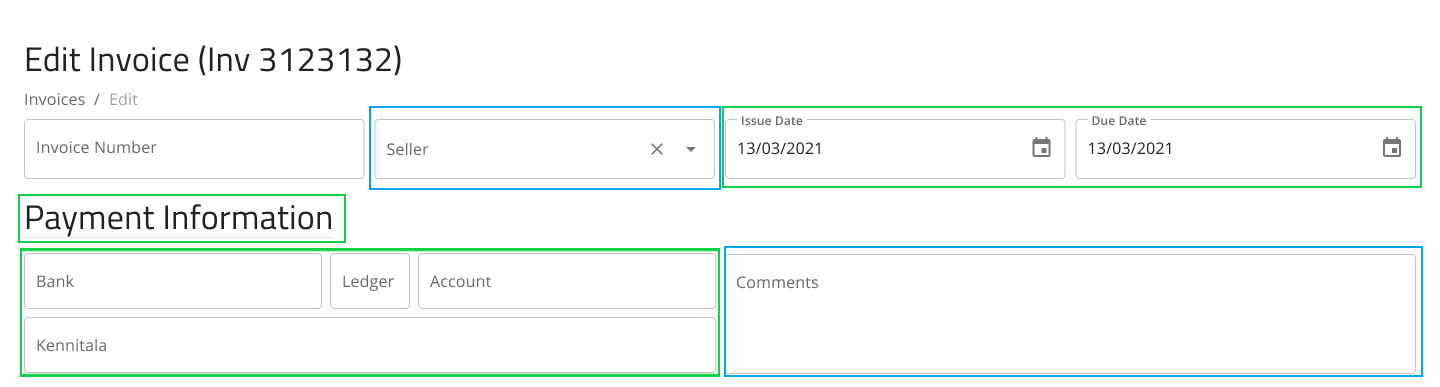 Edit Invoice (Inv 3123132)
Invoices / Edit
Invoice Number
Seller
Issue Date
13/03/2021
Due Date
13/03/2021
Payment Information
Bank
Ledger
Account
Comments
Kennitala